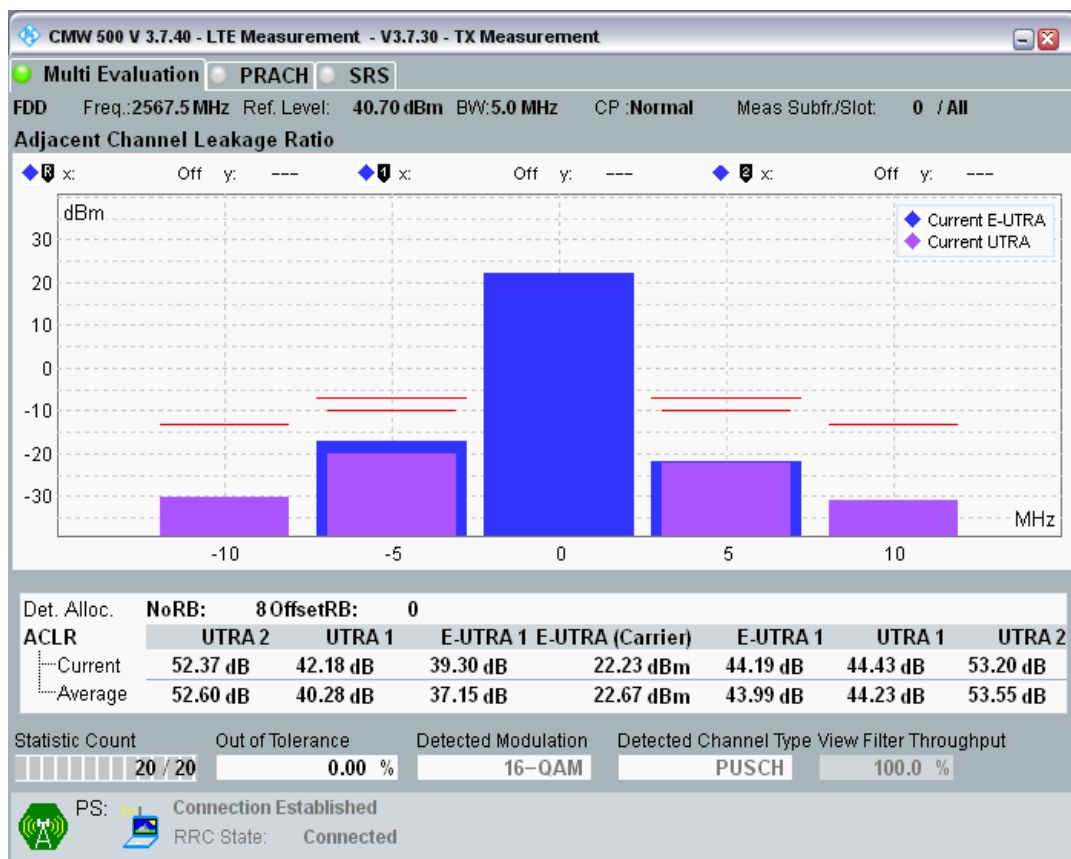 CMW 500 V 3.7.40 - LTE Measurement - V3.7.30 - TX Measurement
Multi Evaluation PRACH SRS
FDD Freq.:2567.5 MHz Ref. Level: 40.70 dBm BW:5.0 MHz CP :Normal Meas Subfr./Slot: 0 / All
Adjacent Channel Leakage Ratio
R x: Off y: --- 1 x: Off y: --- 2 x: Off y: ---
dBm
Current E-UTRA
Current UTRA
30
20
10
0
-10
-20
-30
MHz
-10 -5 0 5 10
Det. Alloc. NoRB: 8 OffsetRB: 0
ACLR UTRA 2 UTRA 1 E-UTRA 1 E-UTRA (Carrier) E-UTRA 1 UTRA 1 UTRA 2
Current 52.37 dB 42.18 dB 39.30 dB 22.23 dBm 44.19 dB 44.43 dB 53.20 dB
Average 52.60 dB 40.28 dB 37.15 dB 22.67 dBm 43.99 dB 44.23 dB 53.55 dB
Statistic Count Out of Tolerance Detected Modulation Detected Channel Type View Filter Throughput
20 / 20 0.00 % 16-QAM PUSCH 100.0 %
PS: Connection Established
RRC State: Connected